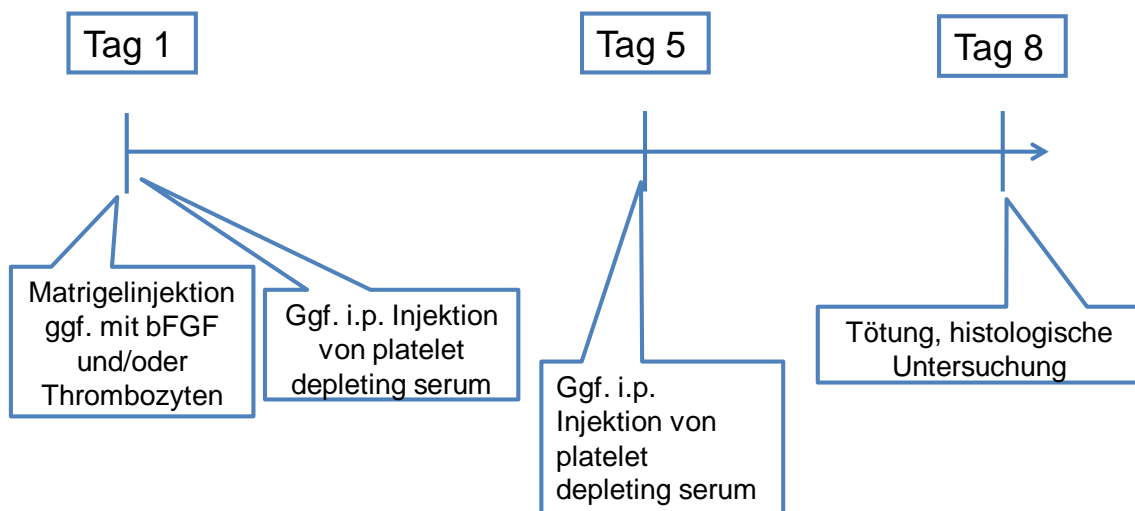 Tag 1
Tag 5
Tag 8
Matrigelinjektion
ggf. mit bFGF
und/oder
Thrombozyten
Ggf. i.p. Injektion
von platelet
depleting serum
Ggf. i.p.
Injektion von
platelet
depleting serum
Tötung, histologische
Untersuchung